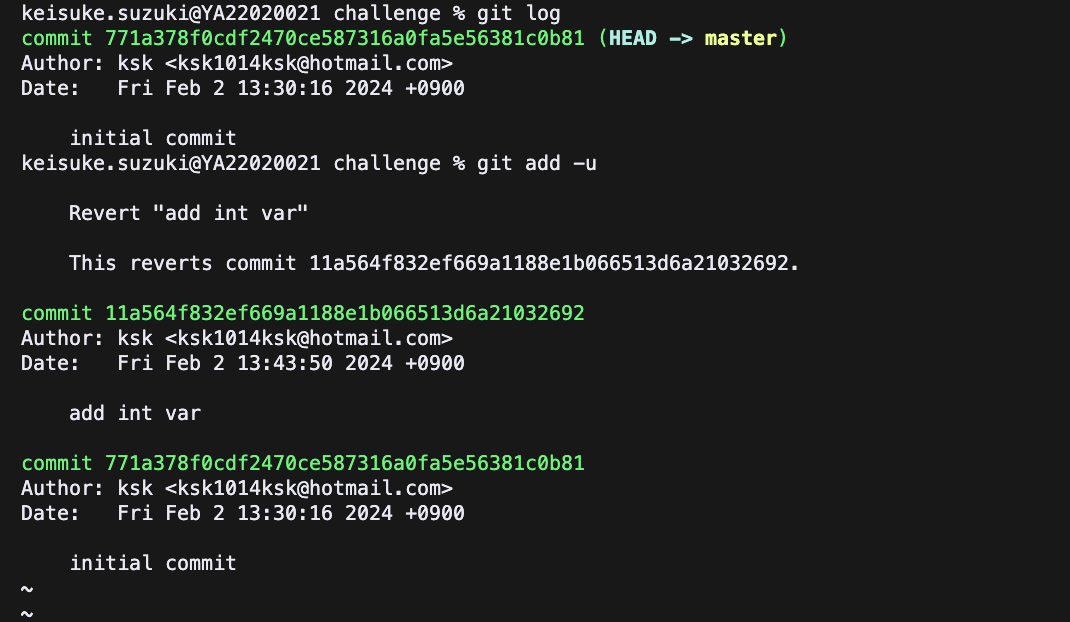 keisuke.suzuki@YA22020021 challenge % git log
commit 771a378f0cdf2470ce587316a0fa5e56381c0b81 (HEAD -> master)
Author: ksk <ksk1014ksk@hotmail.com>
Date:   Fri Feb 2 13:30:16 2024 +0900

    initial commit
keisuke.suzuki@YA22020021 challenge % git add -u

    Revert "add int var"

    This reverts commit 11a564f832ef669a1188e1b066513d6a21032692.

commit 11a564f832ef669a1188e1b066513d6a21032692
Author: ksk <ksk1014ksk@hotmail.com>
Date:   Fri Feb 2 13:43:50 2024 +0900

    add int var

commit 771a378f0cdf2470ce587316a0fa5e56381c0b81
Author: ksk <ksk1014ksk@hotmail.com>
Date:   Fri Feb 2 13:30:16 2024 +0900

    initial commit
~
~